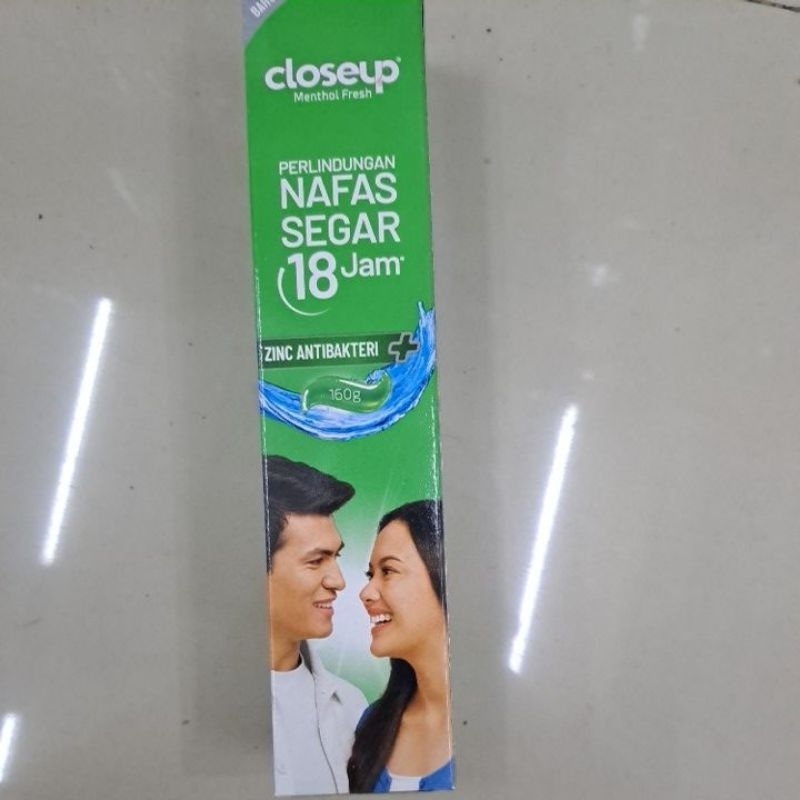 closeup
Menthol Fresh
PERLINDUNGAN
NAFAS
SEGAR
18 Jam*
ZINC ANTIBAKTERI
160g